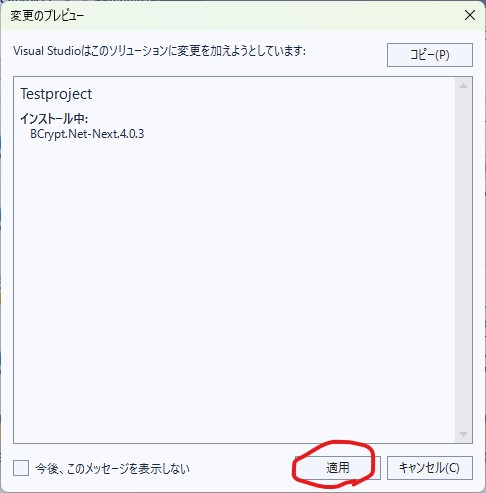 変更のプレビュー
Visual Studioはこのソリューションに変更を加えようとしています:
コピー(P)
Testproject
インストール中:
BCrypt.Net-Next.4.0.3
今後、このメッセージを表示しない
適用
キャンセル(C)